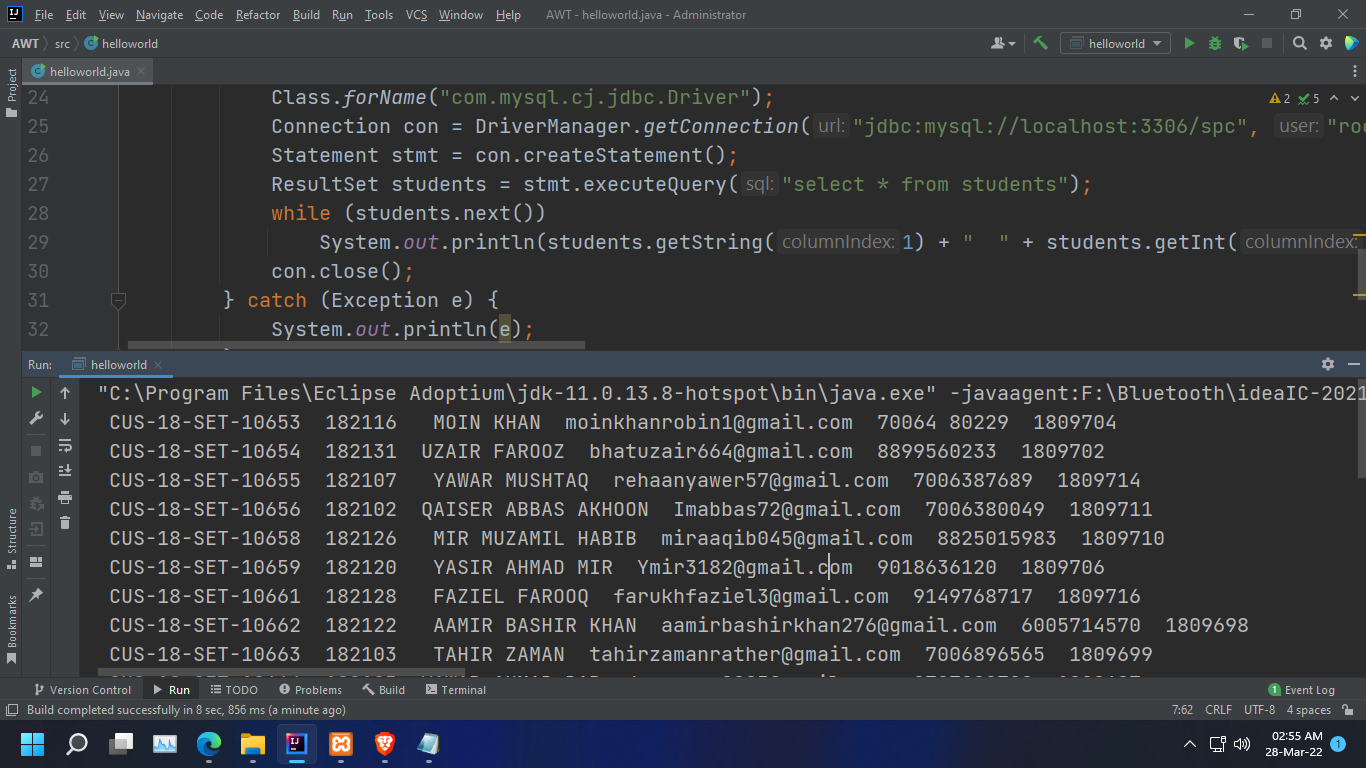 File Edit View Navigate Code Refactor Build Run Tools VCS Window Help AWT - helloworld.java - Administrator
AWT src helloworld helloworld
Project
helloworld.java
24 Class.forName("com.mysql.cj.jdbc.Driver"); 2 5
25 Connection con = DriverManager.getConnection( url: "jdbc:mysql://localhost:3306/spc", user: "roo
26 Statement stmt = con.createStatement();
27 ResultSet students = stmt.executeQuery( sql: "select * from students");
28 while (students.next())
29 System.out.println(students.getString( columnIndex: 1) + "  " + students.getInt( columnIndex:
30 con.close();
31 } catch (Exception e) {
32 System.out.println(e);
Run: helloworld
"C:\Program Files\Eclipse Adoptium\jdk-11.0.13.8-hotspot\bin\java.exe" -javaagent:F:\Bluetooth\ideaIC-2021
CUS-18-SET-10653 182116 MOIN KHAN moinkhanrobin1@gmail.com 70064 80229 1809704
CUS-18-SET-10654 182131 UZAIR FAROOZ bhatuzair664@gmail.com 8899560233 1809702
CUS-18-SET-10655 182107 YAWAR MUSHTAQ rehaanyawer57@gmail.com 7006387689 1809714
CUS-18-SET-10656 182102 QAISER ABBAS AKHOON Imabbas72@gmail.com 7006380049 1809711
CUS-18-SET-10658 182126 MIR MUZAMIL HABIB miraaqib045@gmail.com 8825015983 1809710
CUS-18-SET-10659 182120 YASIR AHMAD MIR Ymir3182@gmail.com 9018636120 1809706
CUS-18-SET-10661 182128 FAZIEL FAROOQ farukhfaziel3@gmail.com 9149768717 1809716
CUS-18-SET-10662 182122 AAMIR BASHIR KHAN aamirbashirkhan276@gmail.com 6005714570 1809698
CUS-18-SET-10663 182103 TAHIR ZAMAN tahirzamanrather@gmail.com 7006896565 1809699
Structure
Bookmarks
Version Control Run TODO Problems Build Terminal 1 Event Log
Build completed successfully in 8 sec, 856 ms (a minute ago) 7:62 CRLF UTF-8 4 spaces
02:55 AM
28-Mar-22 1